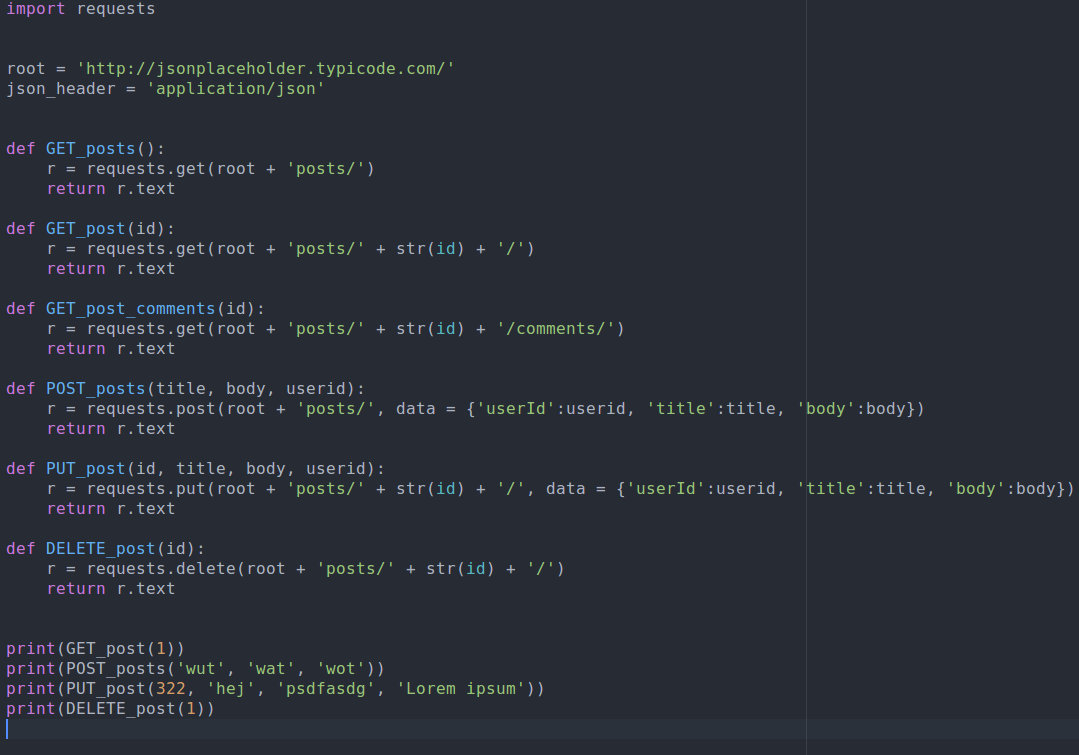 import requests
root = 'http://jsonplaceholder.typicode.com/'
json_header = 'application/json'
def GET_posts():
    r = requests.get(root + 'posts/')
    return r.text
def GET_post(id):
    r = requests.get(root + 'posts/' + str(id) + '/')
    return r.text
def GET_post_comments(id):
    r = requests.get(root + 'posts/' + str(id) + '/comments/')
    return r.text
def POST_posts(title, body, userid):
    r = requests.post(root + 'posts/', data = {'userId':userid, 'title':title, 'body':body})
    return r.text
def PUT_post(id, title, body, userid):
    r = requests.put(root + 'posts/' + str(id) + '/', data = {'userId':userid, 'title':title, 'body':body})
    return r.text
def DELETE_post(id):
    r = requests.delete(root + 'posts/' + str(id) + '/')
    return r.text
print(GET_post(1))
print(POST_posts('wut', 'wat', 'wot'))
print(PUT_post(322, 'hej', 'psdfasdg', 'Lorem ipsum'))
print(DELETE_post(1))